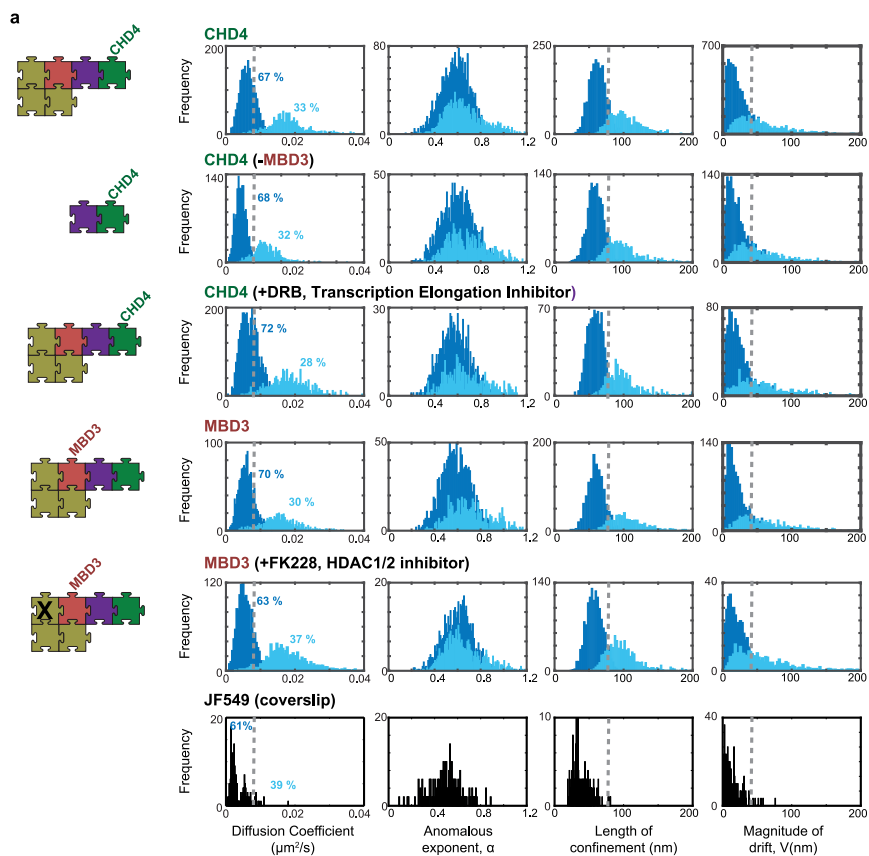 a
CHD4
CHD4
200 80 250 700
Frequency
67 %
33 %
0 0 0 0
0 0.02 0.04 0.4 0.8 1.2 0 100 200 0 100 200
CHD4
CHD4 (-MBD3)
140 50 140 140
Frequency
68 %
32 %
0 0 0 0
0 0.02 0.04 0 0.4 0.8 1.2 0 100 200 0 100 200
CHD4
CHD4 (+DRB, Transcription Elongation Inhibitor)
200 30 70 80
Frequency
72 %
28 %
0 0 0 0
0 0.02 0.04 0.4 0.8 1.2 0 100 200 0 100 200
MBD3
MBD3
100 50 200 140
Frequency
70 %
30 %
0 0 0 0
0 0.02 0.04 0 0.4 0.8 1.2 0 100 200 0 100 200
MBD3
X
MBD3 (+FK228, HDAC1/2 inhibitor)
120 20 140 40
Frequency
63 %
37 %
0 0 0 0
0 0.02 0.04 0 0.4 0.8 1.2 0 100 200 0 100 200
JF549 (coverslip)
20 20 10 40
Frequency
61%
39 %
0 0 0 0
0 0.02 0.04 0 0.4 0.8 1.2 0 100 200 0 100 200
Diffusion Coefficient
(μm²/s)
Anomalous
exponent, α
Length of
confinement (nm)
Magnitude of
drift, V(nm)